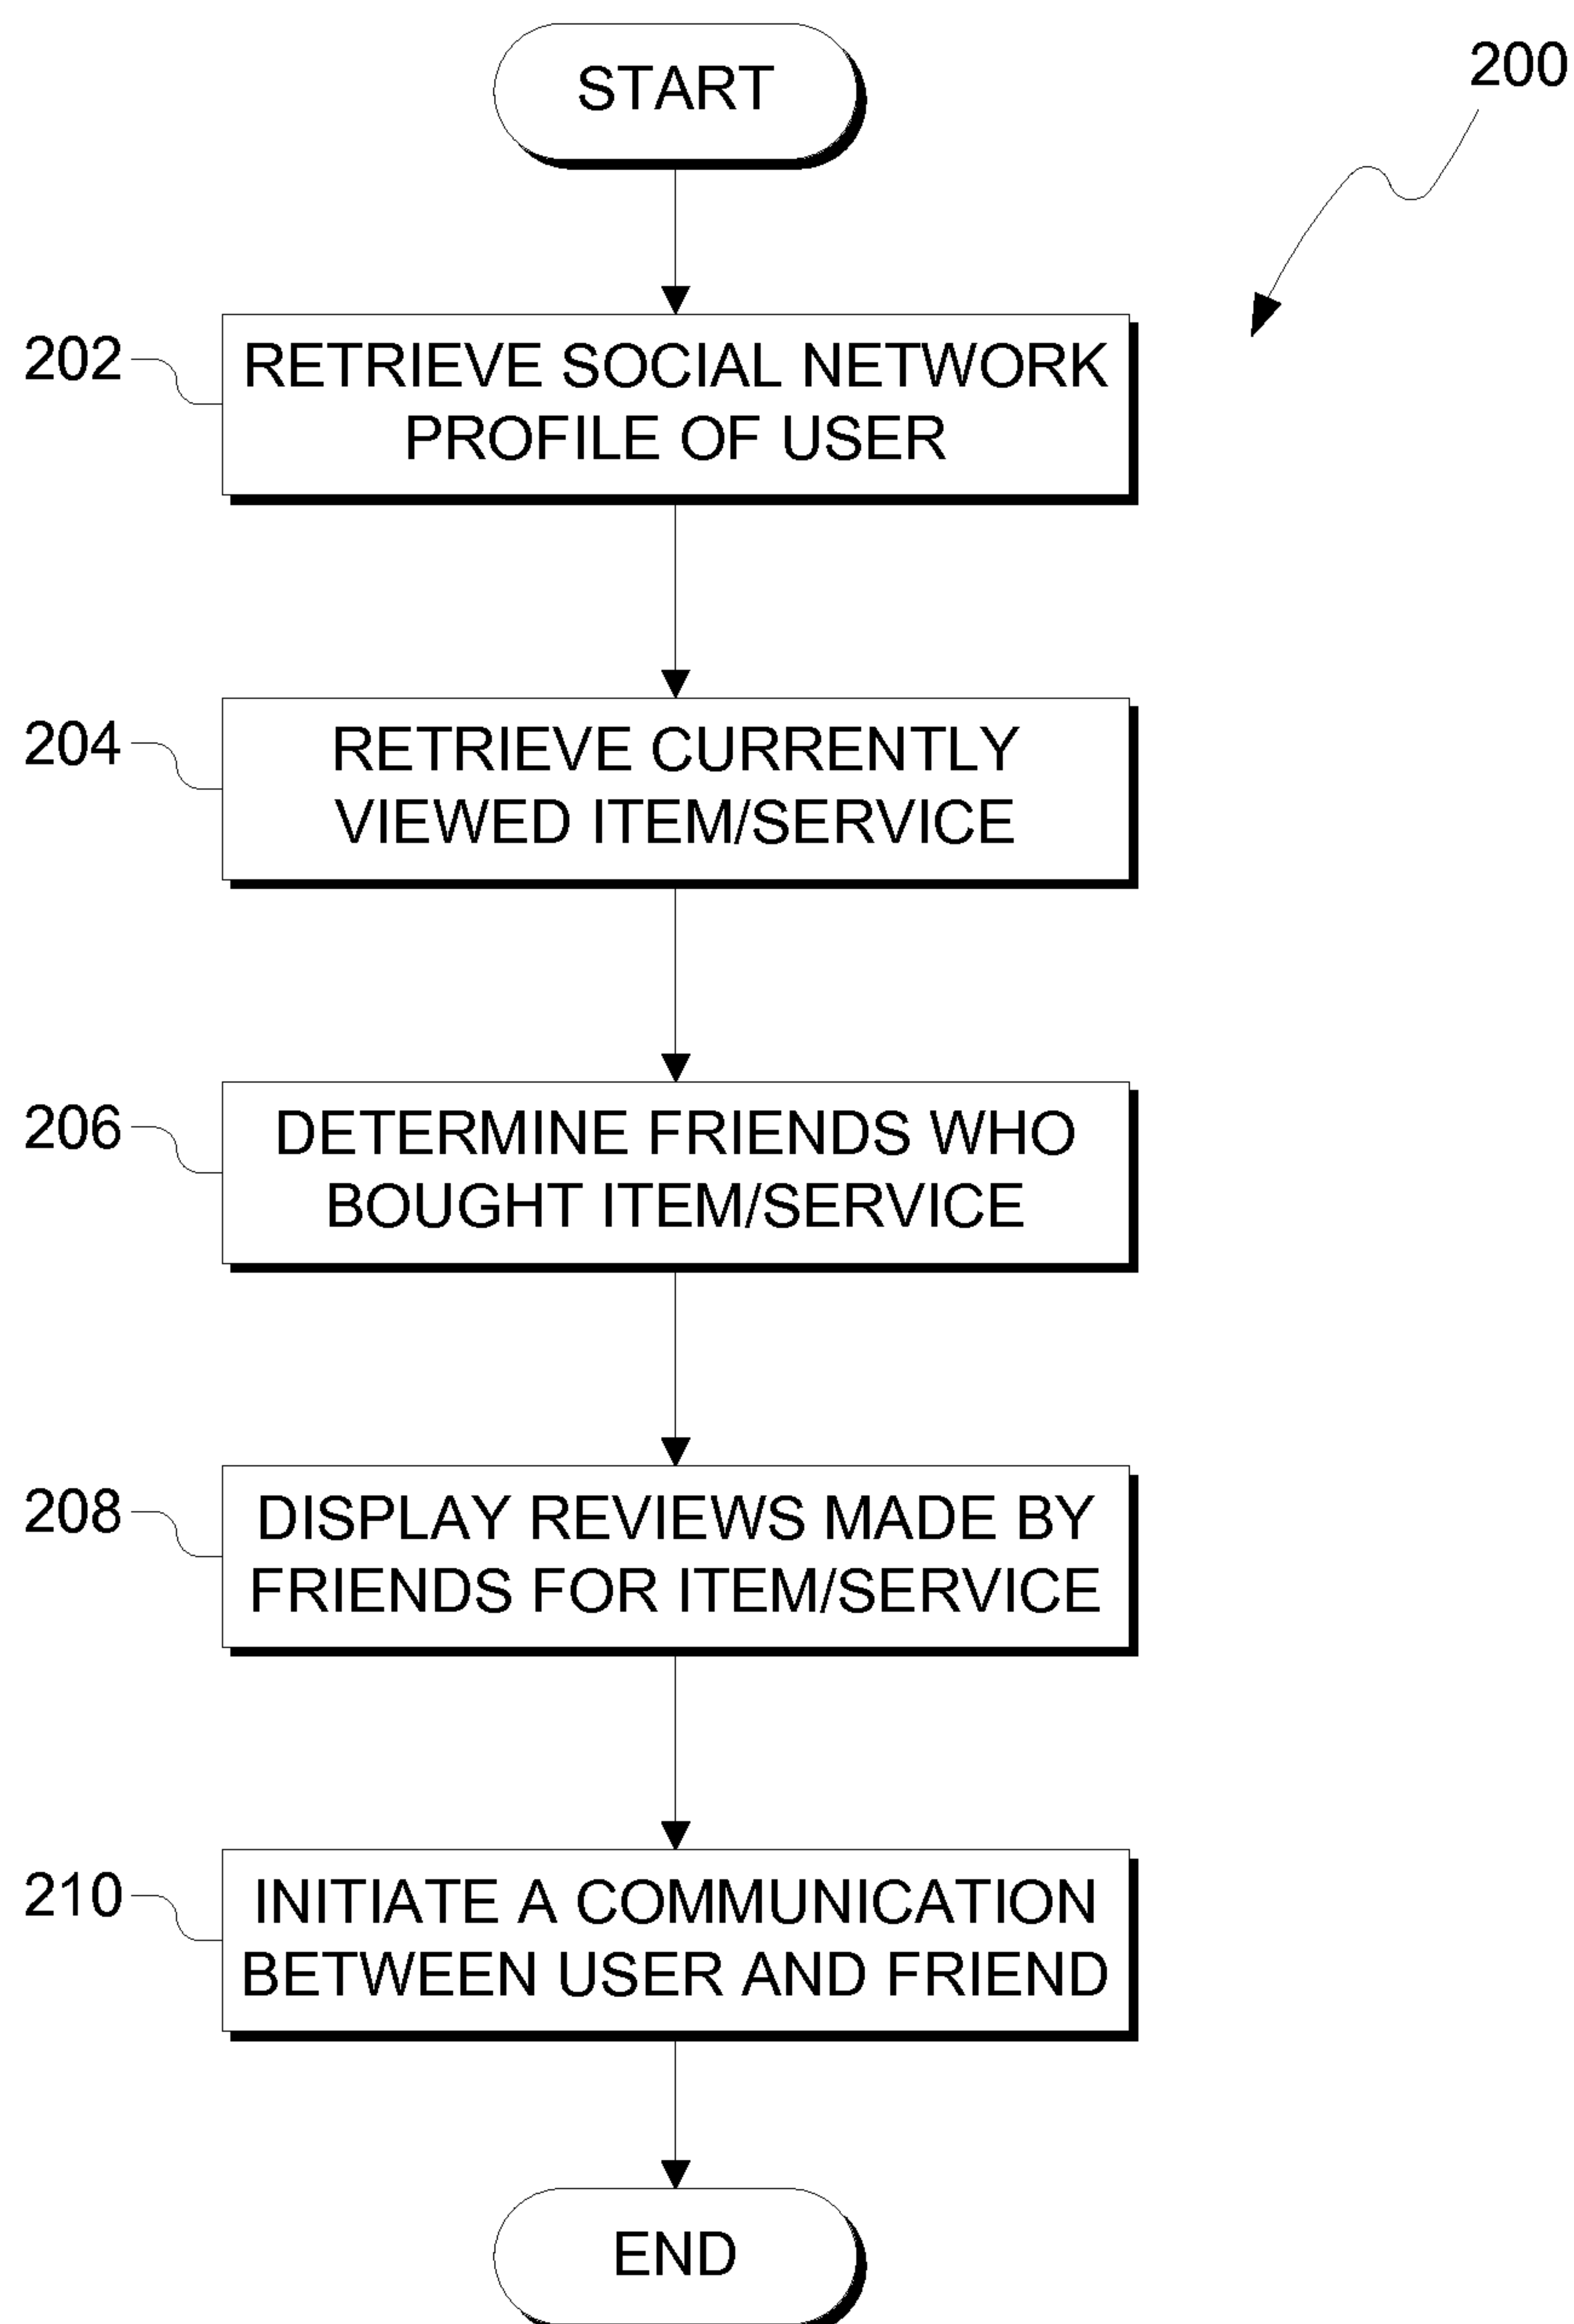 START
200
202
RETRIEVE SOCIAL NETWORK
PROFILE OF USER
204
RETRIEVE CURRENTLY
VIEWED ITEM/SERVICE
206
DETERMINE FRIENDS WHO
BOUGHT ITEM/SERVICE
208
DISPLAY REVIEWS MADE BY
FRIENDS FOR ITEM/SERVICE
210
INITIATE A COMMUNICATION
BETWEEN USER AND FRIEND
END